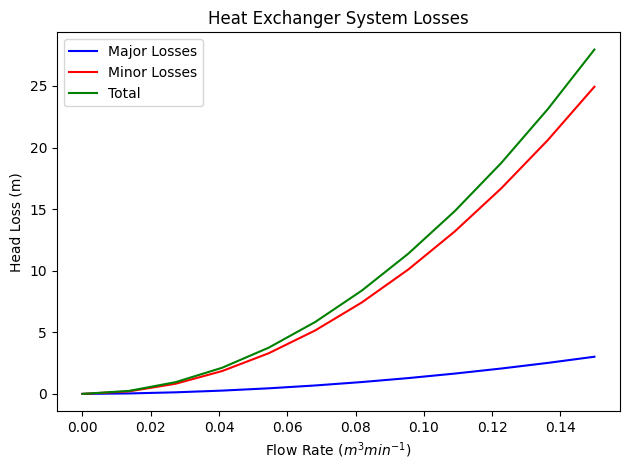 Heat Exchanger System Losses
Major Losses
Minor Losses
Total
Head Loss (m)
25
20
15
10
5
0
0.00 0.02 0.04 0.06 0.08 0.10 0.12 0.14
Flow Rate (m³min⁻¹)